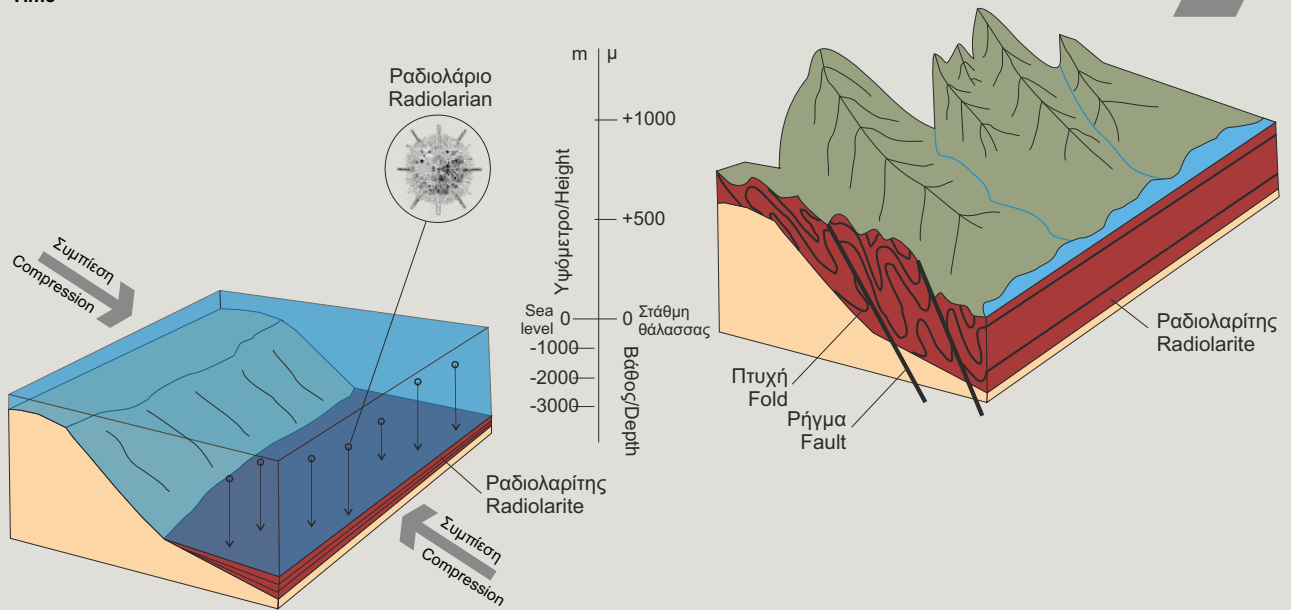 Time
Ραδιολάριο
Radiolarian
m μ
+1000
Υψόμετρο/Height
+500
Sea
level
0
0 Στάθμη
θάλασσας
-1000
-2000
-3000
Βάθος/Depth
Συμπίεση
Compression
Ραδιολαρίτης
Radiolarite
Συμπίεση
Compression
Ραδιολαρίτης
Radiolarite
Πτυχή
Fold
Ρήγμα
Fault